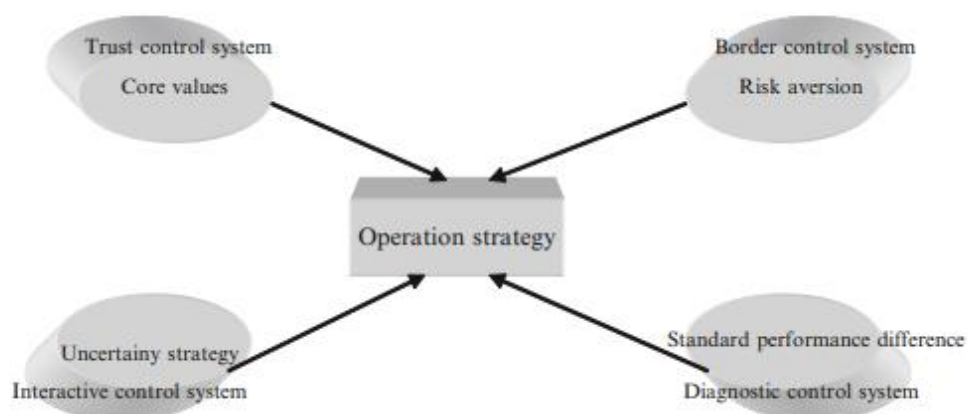 Trust control system
Core values
Border control system
Risk aversion
Operation strategy
Uncertainy strategy
Interactive control system
Standard performance difference
Diagnostic control system